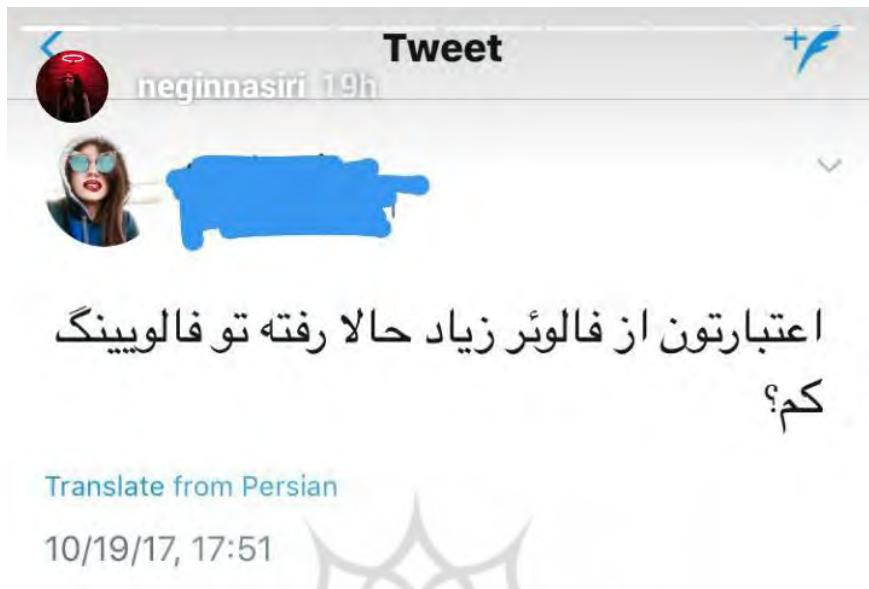 Tweet
neginnasiri 19h
اعتبارتون از فالوئر زیاد حالا رفته تو فالویینگ
کم؟
Translate from Persian
10/19/17, 17:51